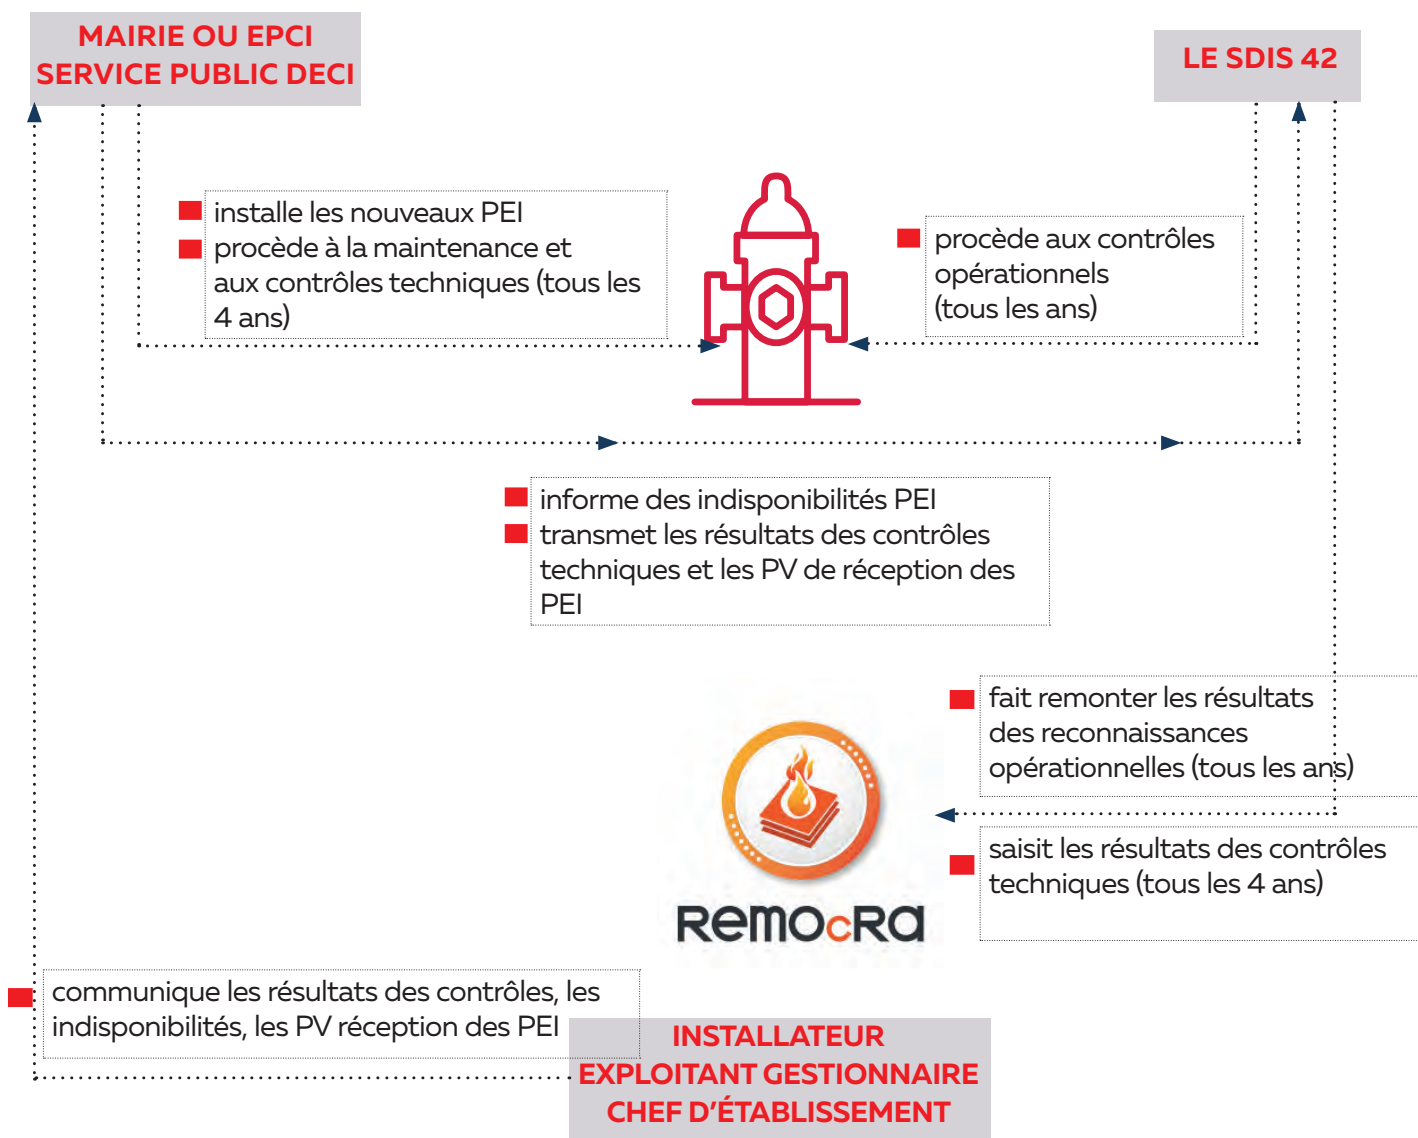 MAIRIE OU EPCI
SERVICE PUBLIC DECI
LE SDIS 42
installe les nouveaux PEI
procède à la maintenance et
aux contrôles techniques (tous les
4 ans)
procède aux contrôles
opérationnels
(tous les ans)
informe des indisponibilités PEI
transmet les résultats des contrôles
techniques et les PV de réception des
PEI
fait remonter les résultats
des reconnaissances
opérationnelles (tous les ans)
saisit les résultats des contrôles
techniques (tous les 4 ans)
RemocRa
communique les résultats des contrôles, les
indisponibilités, les PV réception des PEI
INSTALLATEUR
EXPLOITANT GESTIONNAIRE
CHEF D'ÉTABLISSEMENT